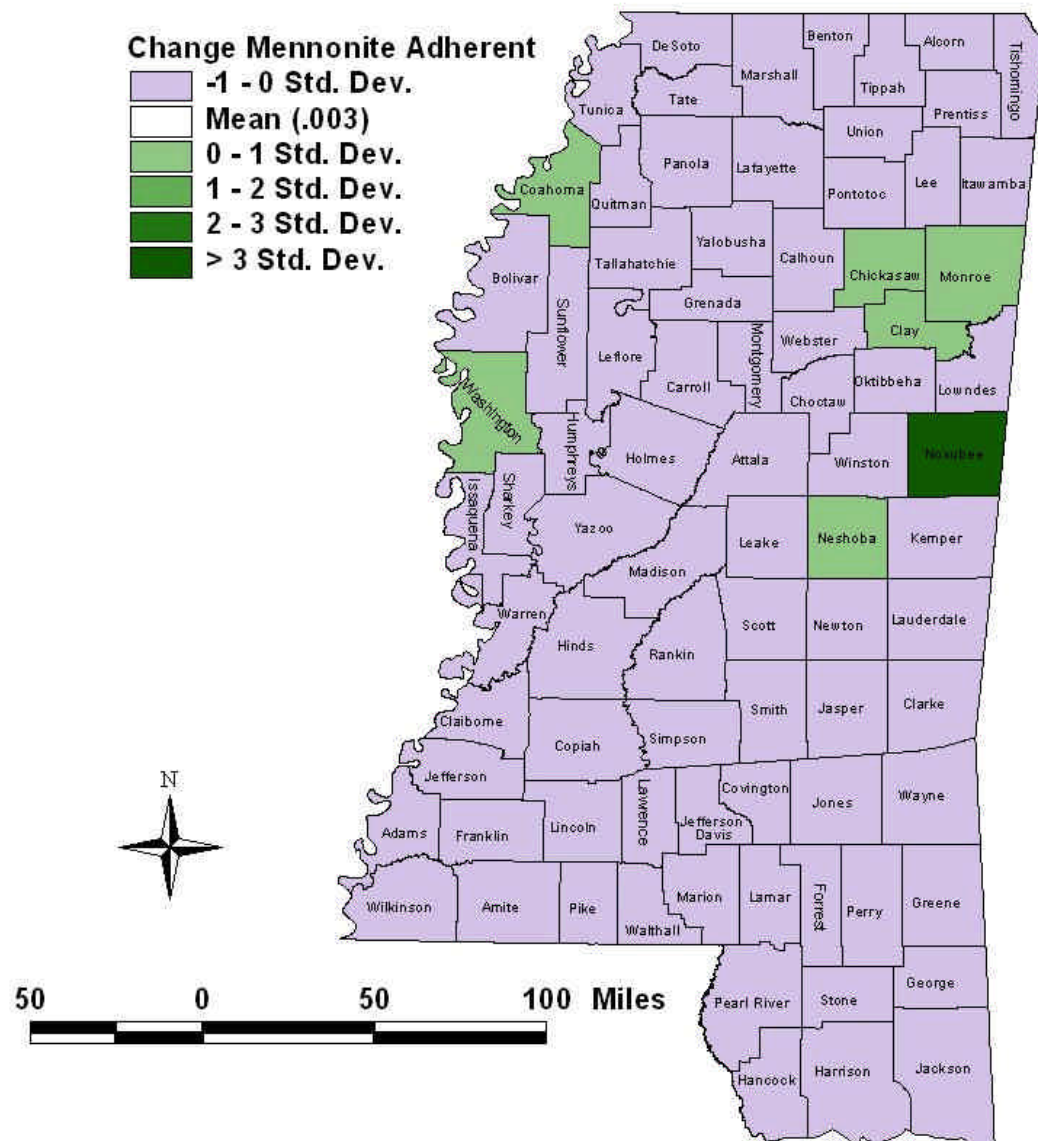 Change Mennonite Adherent
-1 - 0 Std. Dev.
Mean (.003)
0 - 1 Std. Dev.
1 - 2 Std. Dev.
2 - 3 Std. Dev.
> 3 Std. Dev.
DeSoto
Marshall
Benton
Tippah
Alcorn
Tishomingo
Tunica
Tate
Prentiss
Union
Panola
Lafayette
Coahoma
Quitman
Pontotoc
Lee
Itawamba
Yalobusha
Calhoun
Chickasaw
Monroe
Bolivar
Tallahatchie
Sunflower
Grenada
Clay
Leflore
Montgomery
Webster
Carroll
Choctaw
Oktibbeha
Lowndes
Washington
Humphreys
Holmes
Attala
Winston
Noxubee
Issaquena
Sharkey
Yazoo
Leake
Neshoba
Kemper
Madison
Warren
Hinds
Rankin
Scott
Newton
Lauderdale
Claiborne
Copiah
Simpson
Smith
Jasper
Clarke
Jefferson
Lawrence
Jefferson
Davis
Covington
Jones
Wayne
Adams
Franklin
Lincoln
Wilkinson
Amite
Pike
Walthall
Marion
Lamar
Forrest
Perry
Greene
N
Pearl River
Stone
George
Hancock
Harrison
Jackson
50 0 50 100 Miles